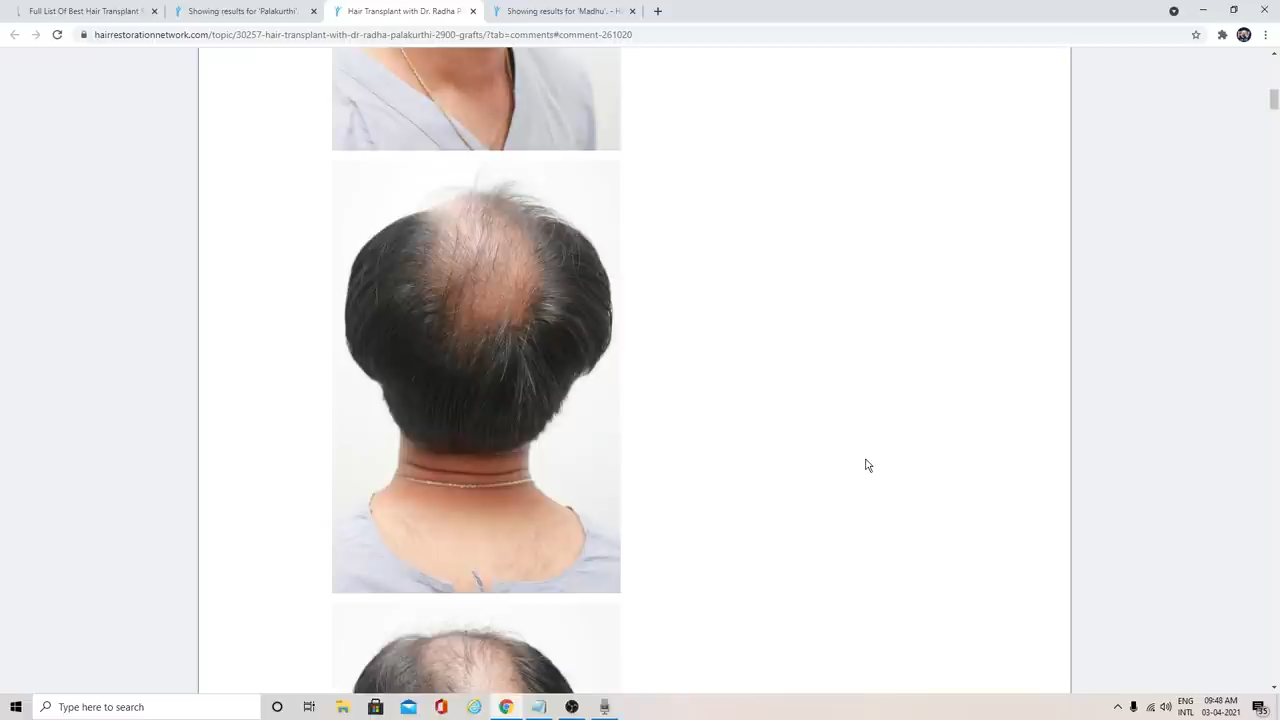 Full List Of Best Hair Transplant
Showing results for 'Palakurthi'.
Hair Transplant with Dr. Radha P
Showing results for 'Madhu'. - H
hairrestorationnetwork.com/topic/30257-hair-transplant-with-dr-radha-palakurthi-2900-grafts/?tab=comments#comment-261020
Type here to search
ENG
INTL
09:48 AM
03-04-2021